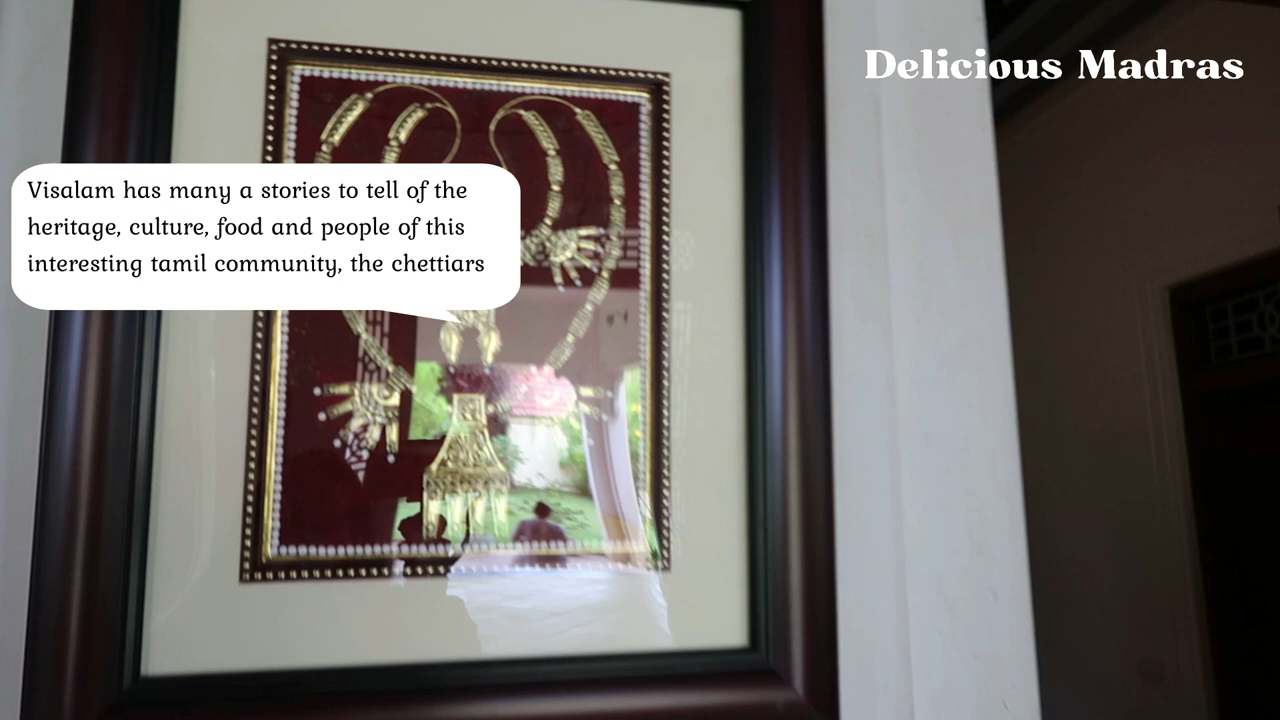 Delicious Madras
Visalam has many a stories to tell of the
heritage, culture, food and people of this
interesting tamil community, the chettiars